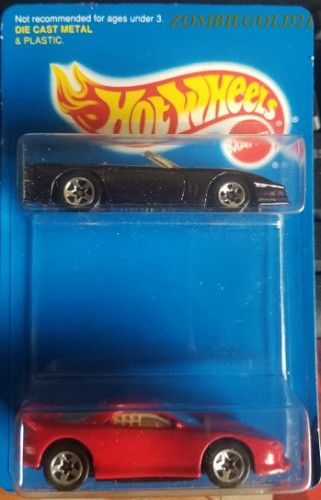 ZOMBIEGOLD21
Not recommended for ages under 3.
DIE CAST METAL
& PLASTIC.
HOT WHEELS
®